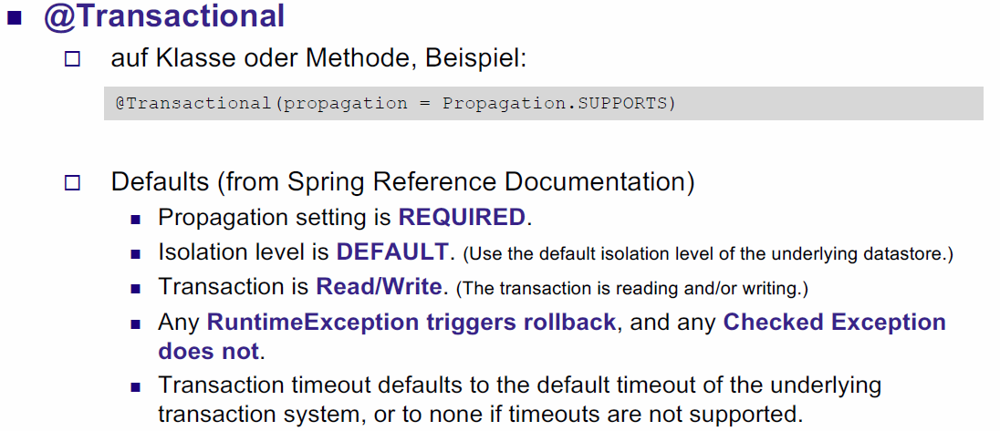 @Transactional
auf Klasse oder Methode, Beispiel:
@Transactional(propagation = Propagation.SUPPORTS)
Defaults (from Spring Reference Documentation)
Propagation setting is REQUIRED.
Isolation level is DEFAULT. (Use the default isolation level of the underlying datastore.)
Transaction is Read/Write. (The transaction is reading and/or writing.)
Any RuntimeException triggers rollback, and any Checked Exception
does not.
Transaction timeout defaults to the default timeout of the underlying
transaction system, or to none if timeouts are not supported.